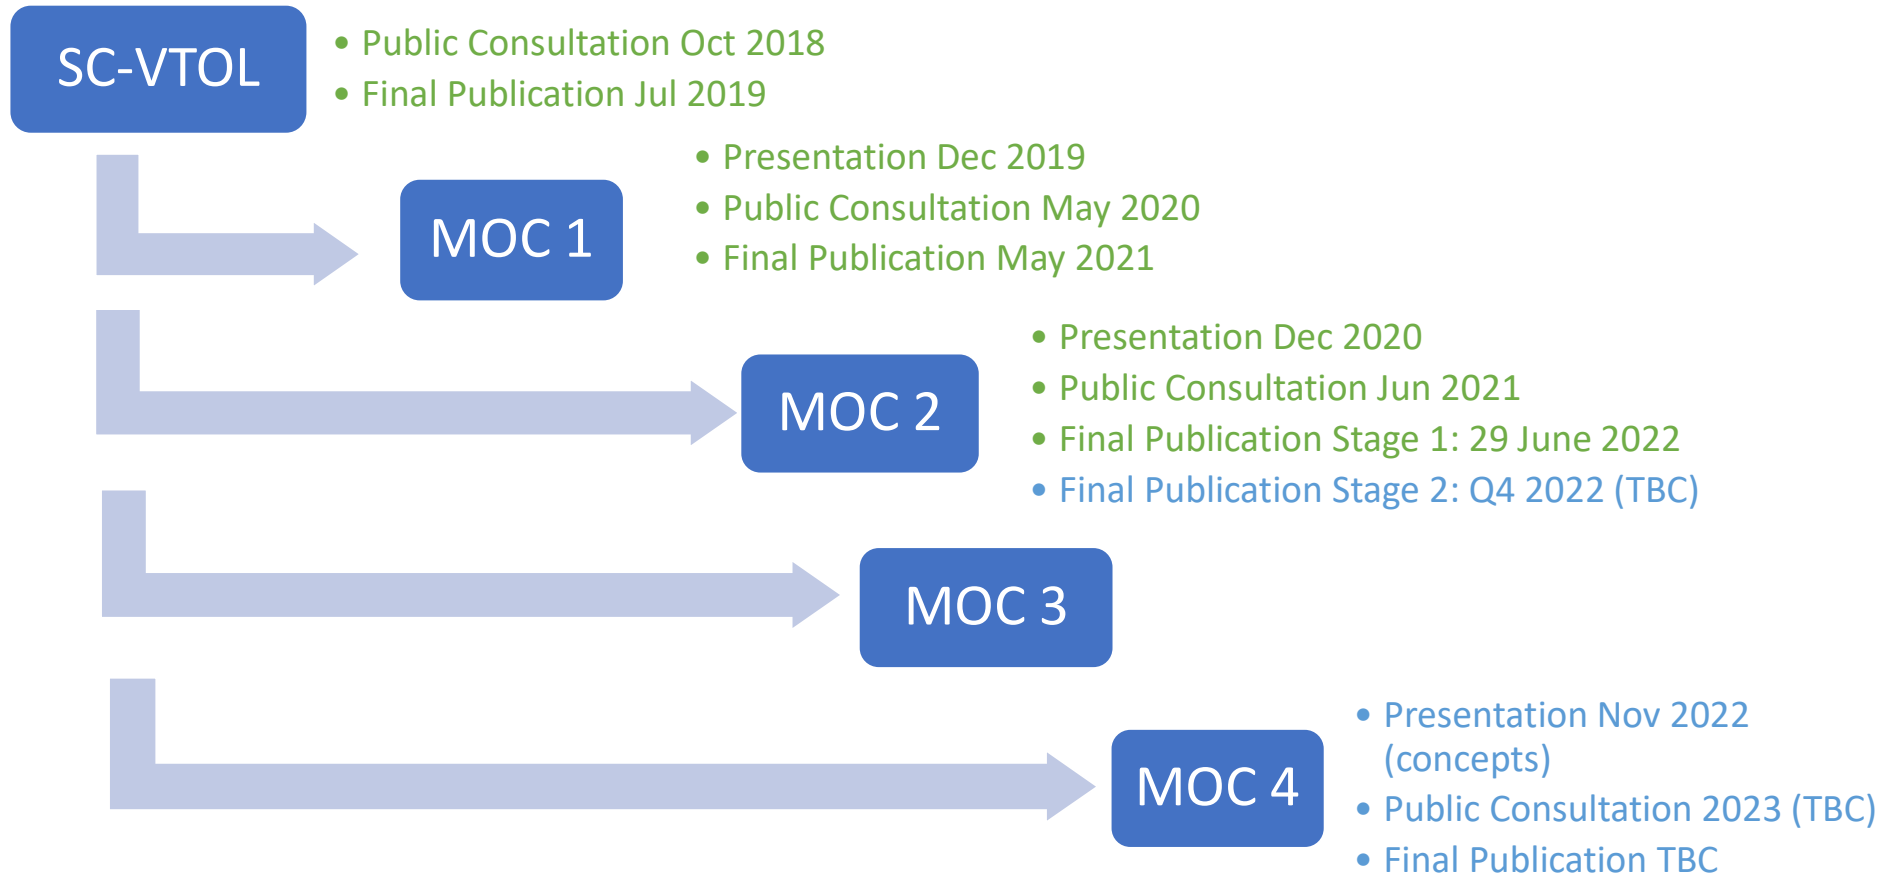 SC-VTOL
• Public Consultation Oct 2018
• Final Publication Jul 2019
MOC 1
• Presentation Dec 2019
• Public Consultation May 2020
• Final Publication May 2021
MOC 2
• Presentation Dec 2020
• Public Consultation Jun 2021
• Final Publication Stage 1: 29 June 2022
• Final Publication Stage 2: Q4 2022 (TBC)
MOC 3
MOC 4
• Presentation Nov 2022
(concepts)
• Public Consultation 2023 (TBC)
• Final Publication TBC